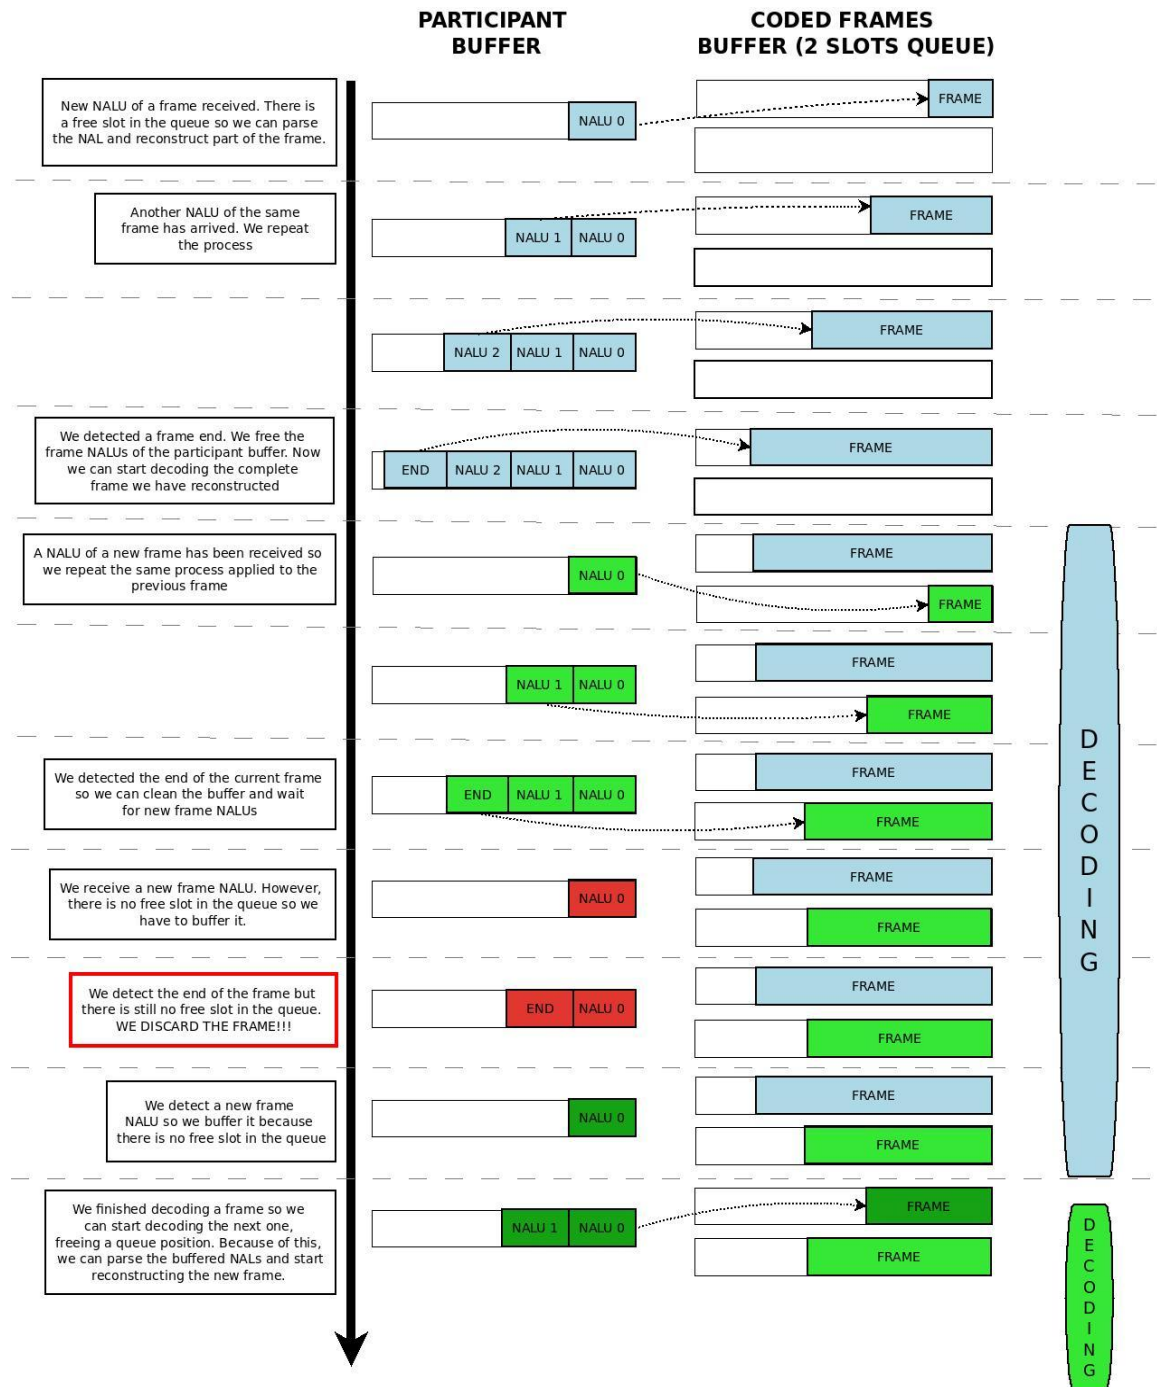 PARTICIPANT
BUFFER
CODED FRAMES
BUFFER (2 SLOTS QUEUE)
New NALU of a frame received. There is
a free slot in the queue so we can parse
the NAL and reconstruct part of the frame.
NALU 0
FRAME
Another NALU of the same
frame has arrived. We repeat
the process
NALU 1 NALU 0
FRAME
NALU 2 NALU 1 NALU 0
FRAME
We detected a frame end. We free the
frame NALUs of the participant buffer. Now
we can start decoding the complete
frame we have reconstructed
END NALU 2 NALU 1 NALU 0
FRAME
A NALU of a new frame has been received so
we repeat the same process applied to the
previous frame
NALU 0
FRAME
FRAME
NALU 1 NALU 0
FRAME
FRAME
We detected the end of the current frame
so we can clean the buffer and wait
for new frame NALUs
END NALU 1 NALU 0
FRAME
FRAME
We receive a new frame NALU. However,
there is no free slot in the queue so we
have to buffer it.
NALU 0
FRAME
FRAME
We detect the end of the frame but
there is still no free slot in the queue.
WE DISCARD THE FRAME!!!
END NALU 0
FRAME
FRAME
We detect a new frame
NALU so we buffer it because
there is no free slot in the queue
NALU 0
FRAME
FRAME
We finished decoding a frame so we
can start decoding the next one,
freeing a queue position. Because of this,
we can parse the buffered NALs and start
reconstructing the new frame.
NALU 1 NALU 0
FRAME
FRAME
DECODING
DECODING